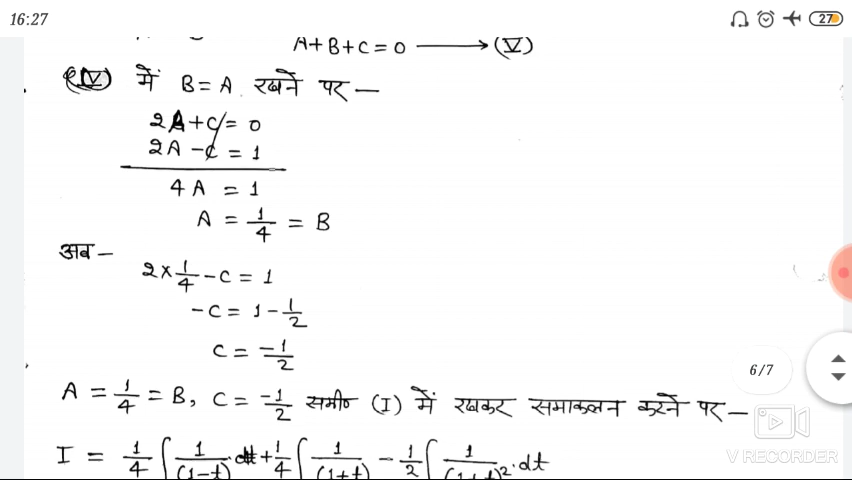 16:27
27
A+B+C=0 ⟶ (V)
(IV) में B=A रखने पर —
2A+C=0
2A-C=1
4A = 1
A = 1/4 = B
अब —
2×1/4 -C = 1
-C = 1-1/2
C = -1/2
A = 1/4 = B, C = -1/2 समी० (I) में रखकर समाकलन करने पर —
6/7
I = 1/4 ∫ 1/(1-t) · dt + 1/4 ∫ 1/(1+t) - 1/2 ∫ 1/(1+t)² · dt
V RECORDER